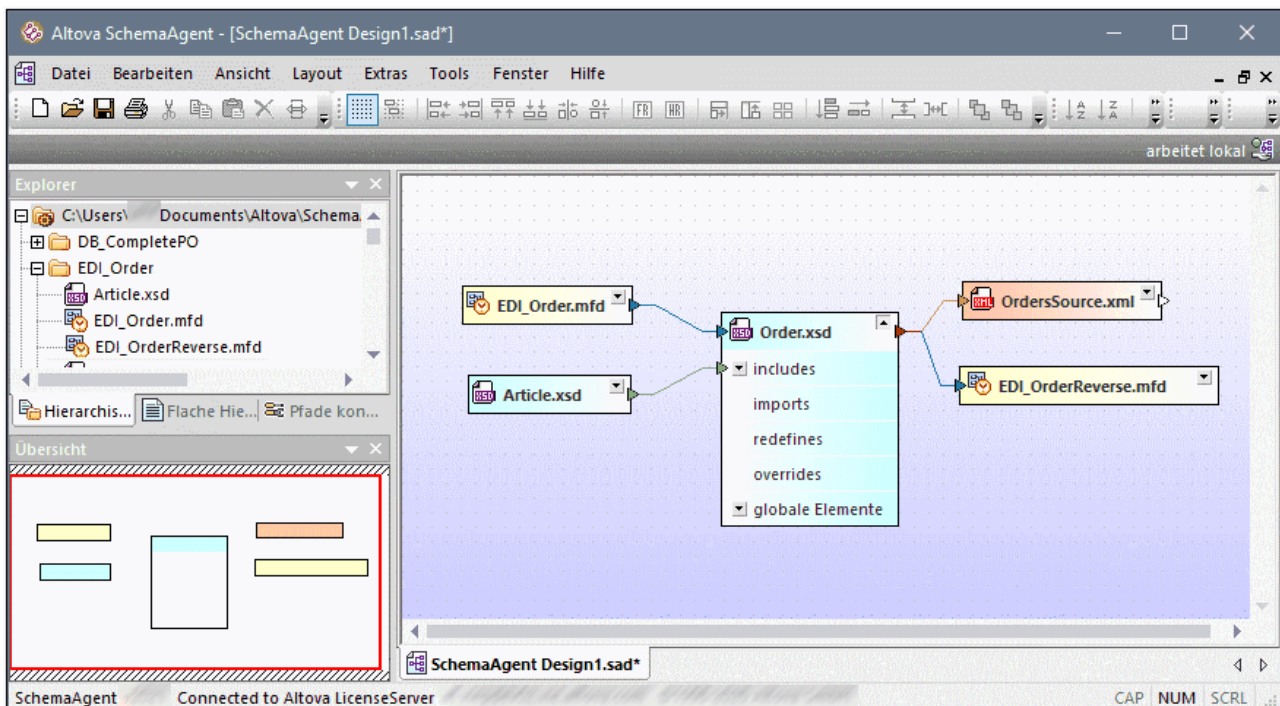 Altova SchemaAgent - [SchemaAgent Design1.sad*]
Datei Bearbeiten Ansicht Layout Extras Tools Fenster Hilfe
arbeitet lokal
Explorer
C:\Users\ Documents\Altova\Schema
DB_CompletePO
EDI_Order
Article.xsd
EDI_Order.mfd
EDI_OrderReverse.mfd
Hierarchis... Flache Hie... Pfade kon...
Übersicht
EDI_Order.mfd
Article.xsd
Order.xsd
includes
imports
redefines
overrides
globale Elemente
OrdersSource.xml
EDI_OrderReverse.mfd
SchemaAgent Design1.sad*
SchemaAgent Connected to Altova LicenseServer CAP NUM SCRL